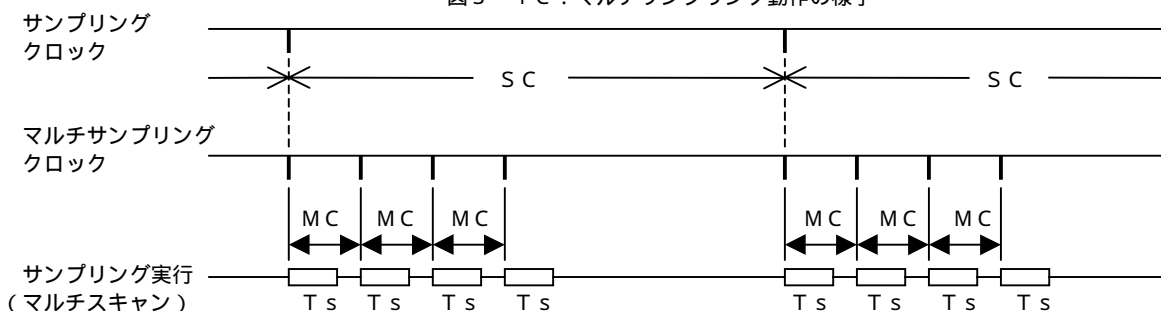 サンプリング
クロック
SC SC
マルチサンプリング
クロック
MC MC MC MC MC MC
サンプリング実行
(マルチスキャン)
Ts Ts Ts Ts Ts Ts Ts Ts